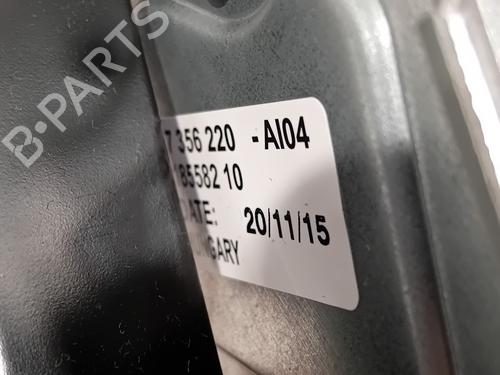 B·PARTS
7 356 220 -AI04
8558210
ATE: 20/11/15
NGARY